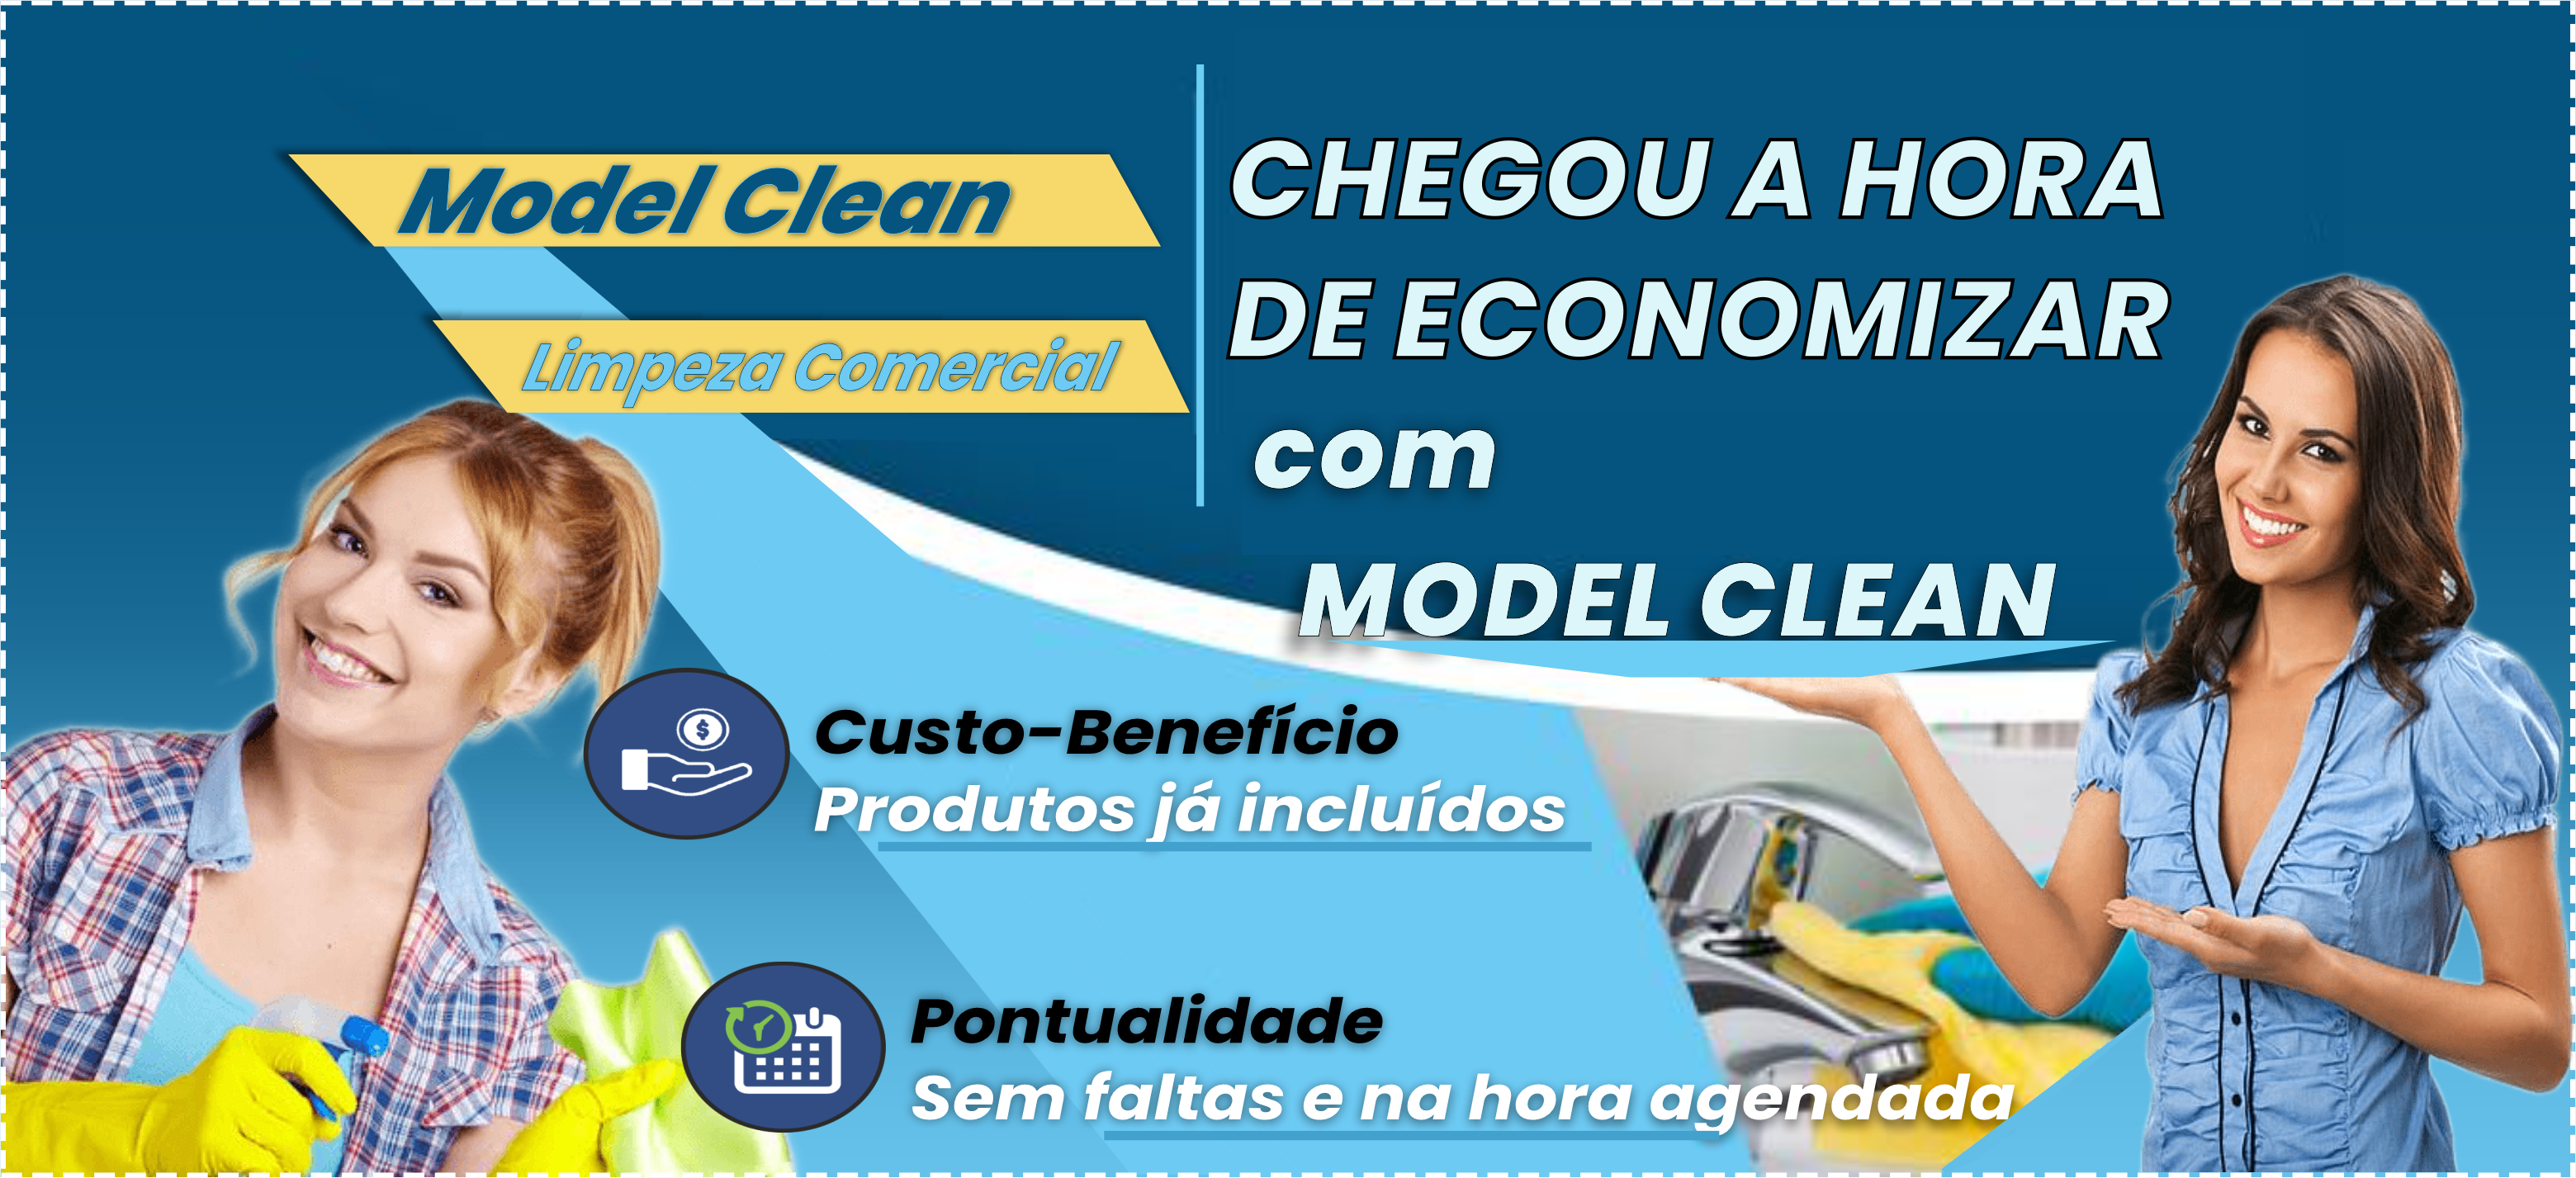 Model Clean
Limpeza Comercial
CHEGOU A HORA
DE ECONOMIZAR
com
MODEL CLEAN
$
Custo-Benefício
Produtos já incluídos
Pontualidade
Sem faltas e na hora agendada